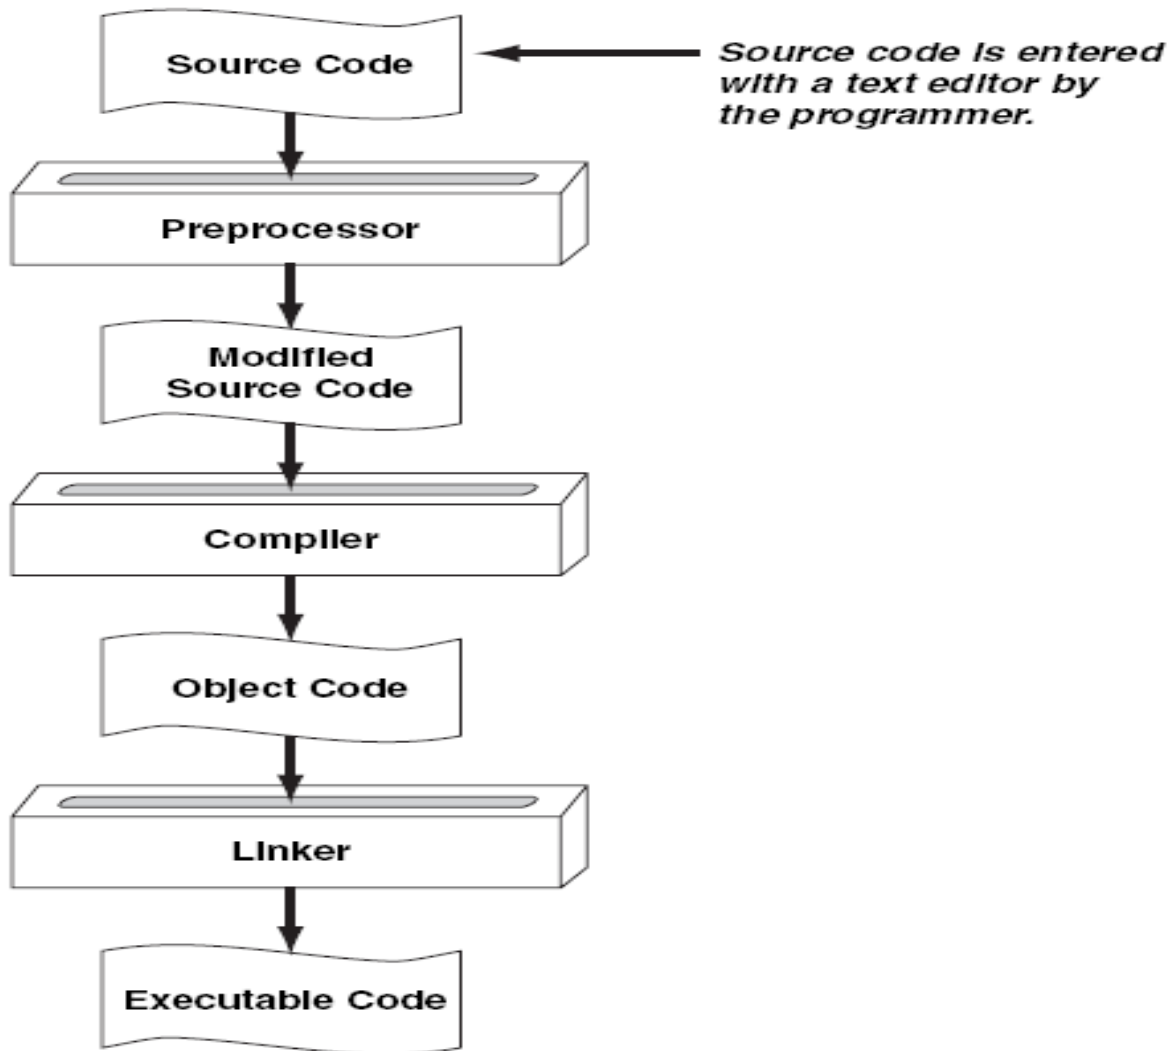 Source Code
Source code is entered
with a text editor by
the programmer.
Preprocessor
Modified
Source Code
Compiler
Object Code
Linker
Executable Code